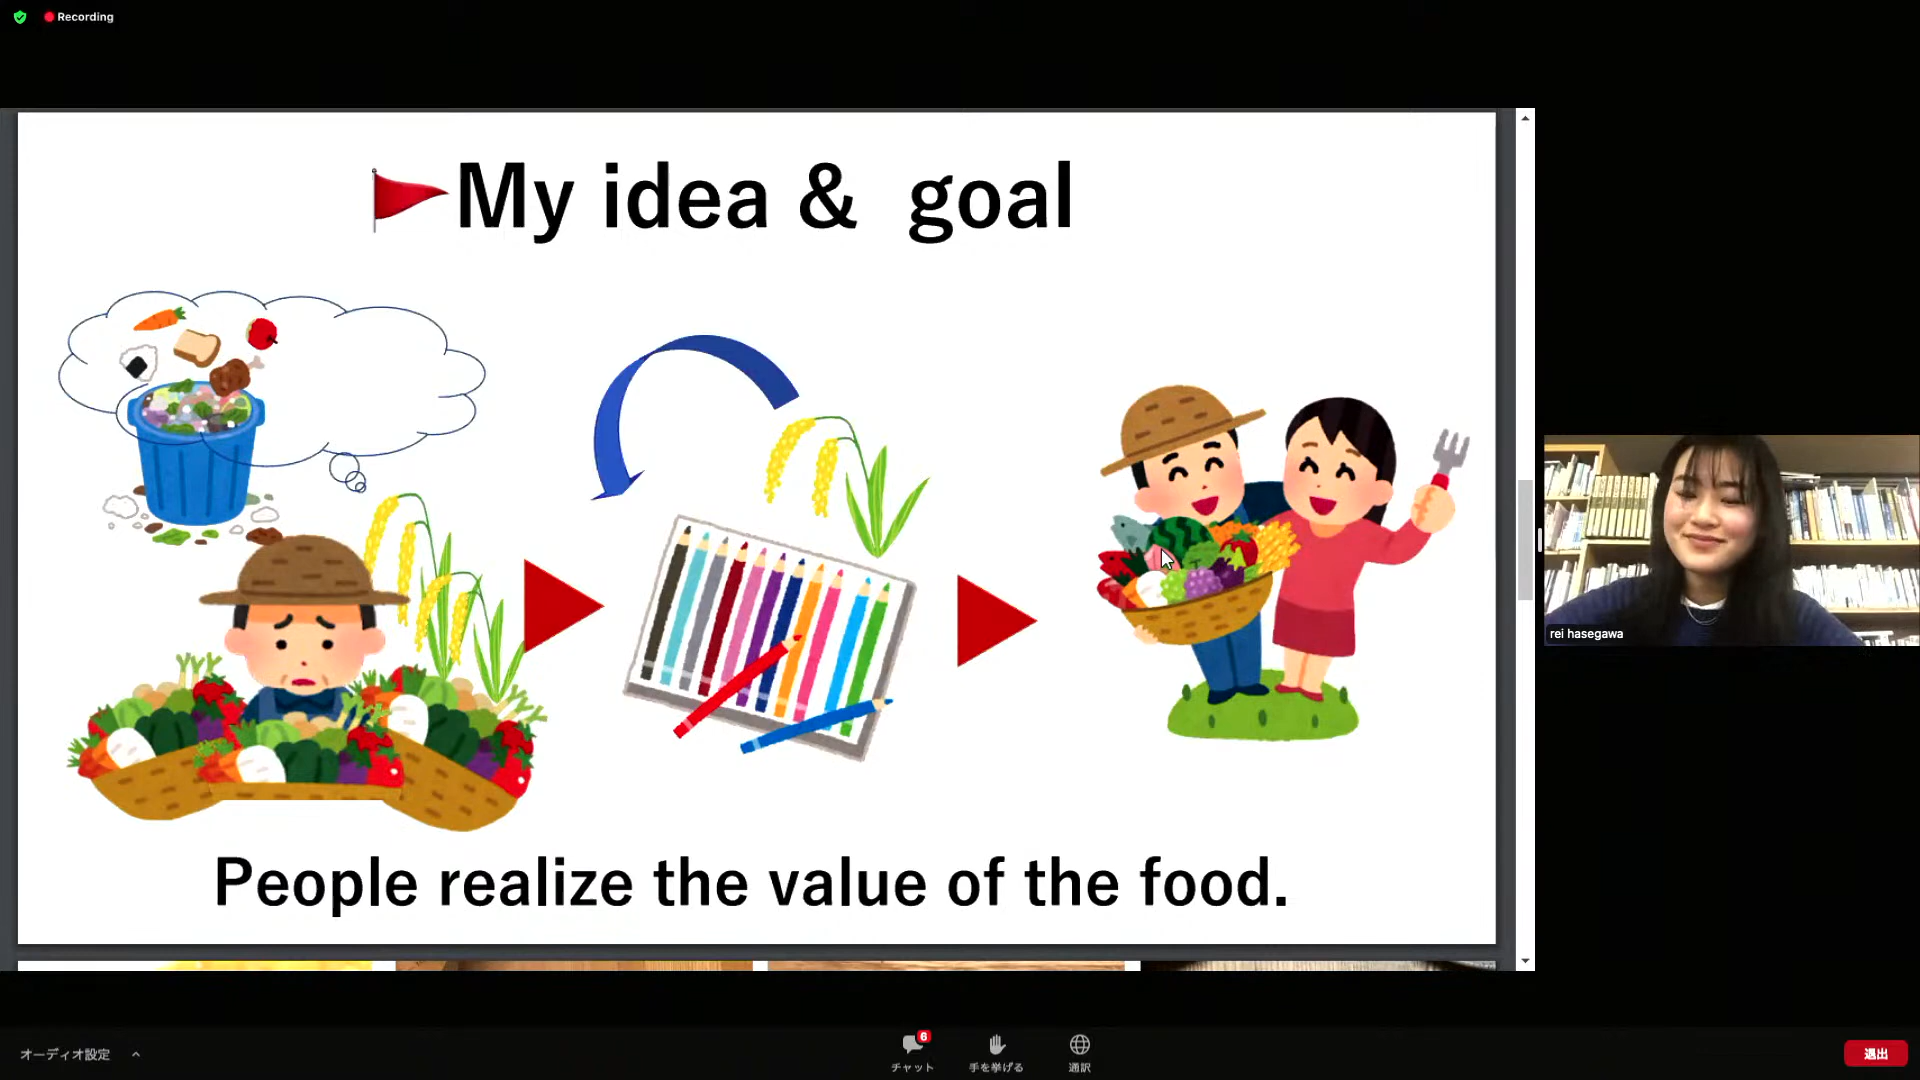 Recording
My idea & goal
People realize the value of the food.
rei hasegawa
オーディオ設定
6
チャット
手を挙げる
通訳
退出